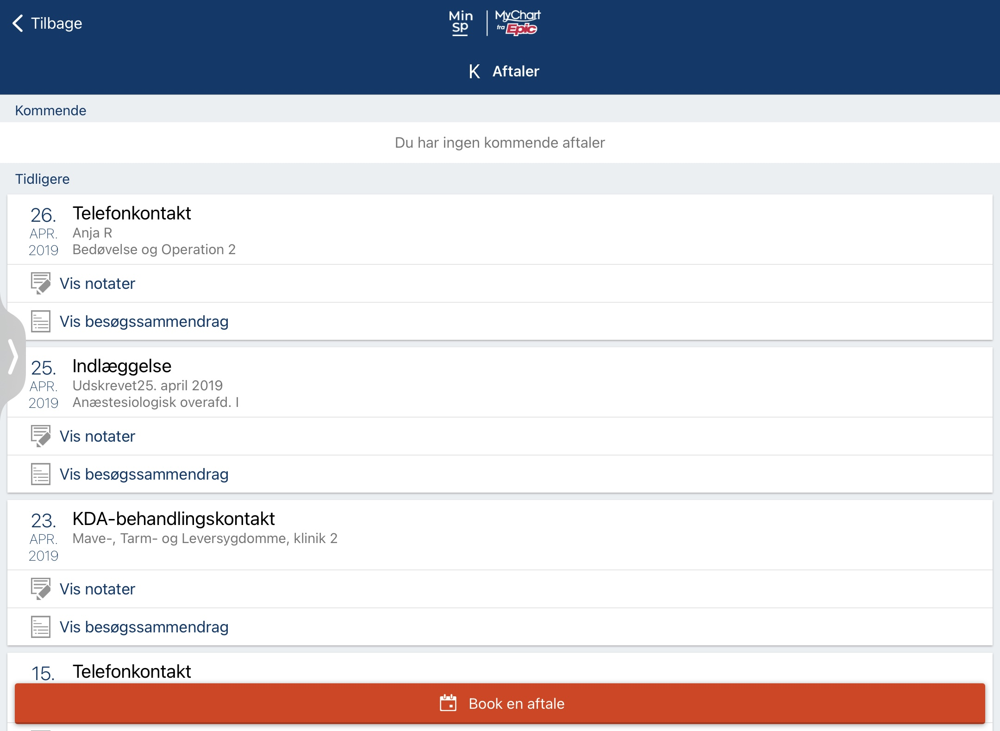 Tilbage
Min sp
MyChart
fra Epic
K Aftaler
Kommende
Du har ingen kommende aftaler
Tidligere
26. APR. 2019
Telefonkontakt
Anja R
Bedøvelse og Operation 2
Vis notater
Vis besøgssammendrag
25. APR. 2019
Indlæggelse
Udskrevet25. april 2019
Anæstesiologisk overafd. I
Vis notater
Vis besøgssammendrag
23. APR. 2019
KDA-behandlingskontakt
Mave-, Tarm- og Leversygdomme, klinik 2
Vis notater
Vis besøgssammendrag
15.
Telefonkontakt
Book en aftale